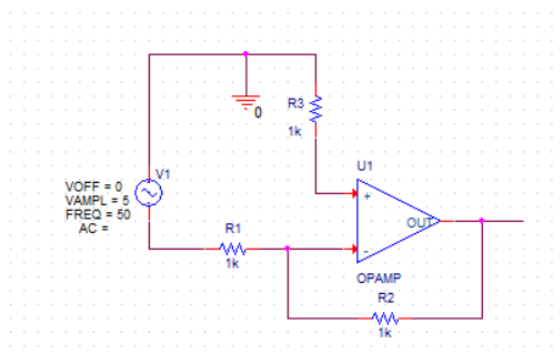 0
R3
1k
V1
VOFF = 0
VAMPL = 5
FREQ = 50
AC =
U1
+
OUT
-
OPAMP
R1
1k
R2
1k